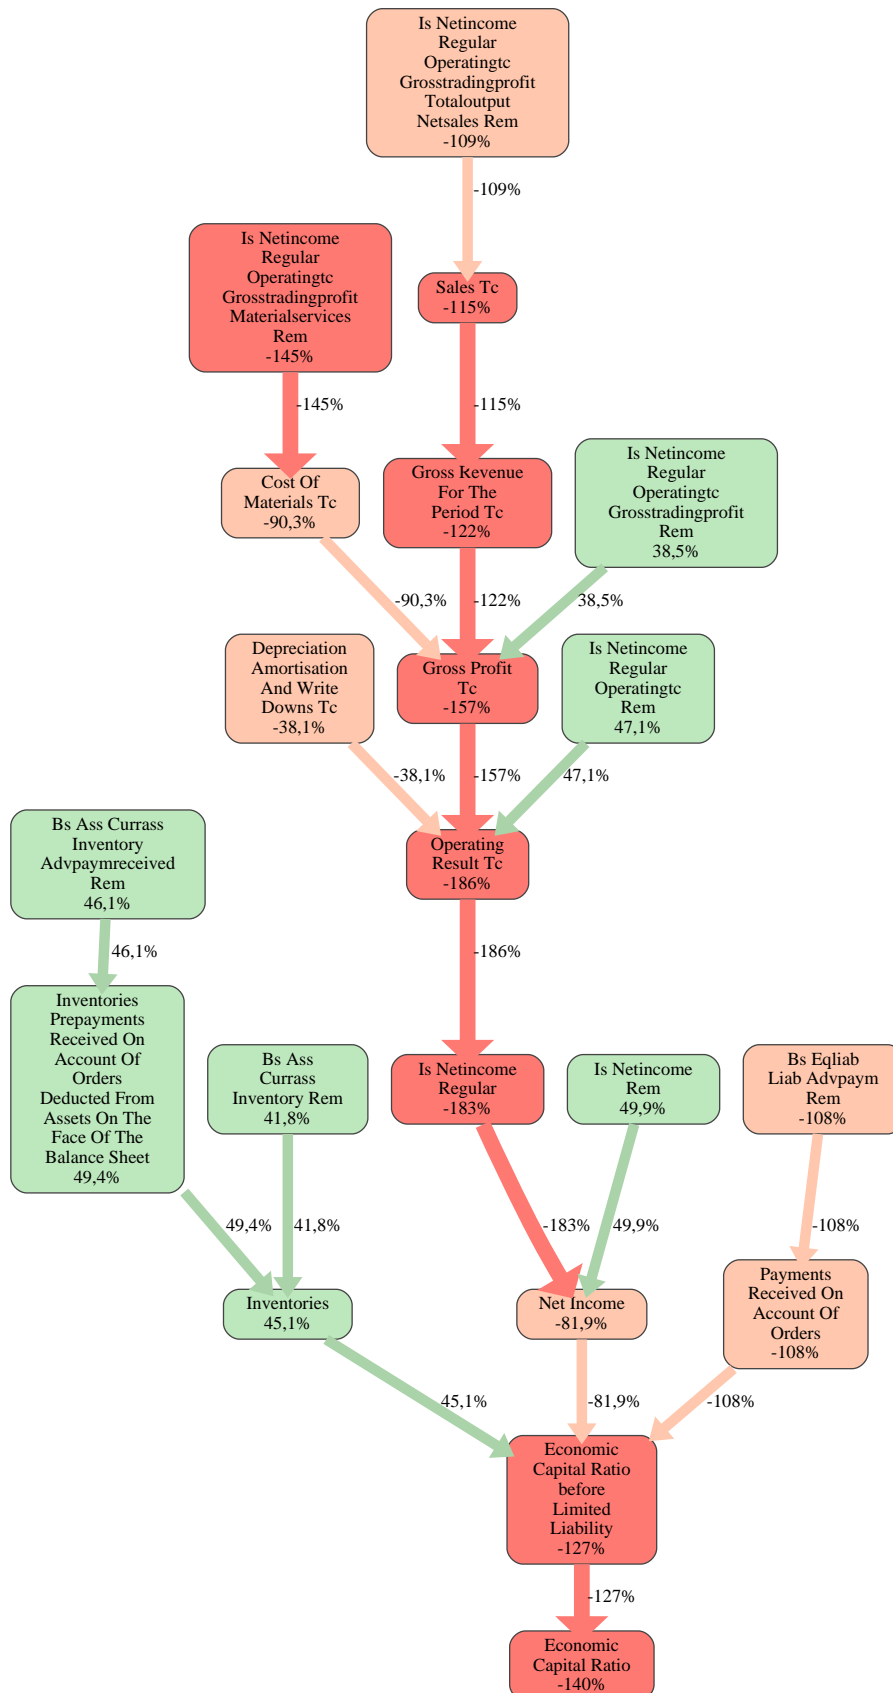 Is Netincome
Regular
Operatingtc
Grosstradingprofit
Totaloutput
Netsales Rem
-109%
-109%
Is Netincome
Regular
Operatingtc
Grosstradingprofit
Materialservices
Rem
-145%
Sales Tc
-115%
-145%
-115%
Cost Of
Materials Tc
-90,3%
Gross Revenue
For The
Period Tc
-122%
Is Netincome
Regular
Operatingtc
Grosstradingprofit
Rem
38,5%
-90,3%
-122%
38,5%
Depreciation
Amortisation
And Write
Downs Tc
-38,1%
Gross Profit
Tc
-157%
Is Netincome
Regular
Operatingtc
Rem
47,1%
-38,1%
-157%
47,1%
Bs Ass Currass
Inventory
Advpaymreceived
Rem
46,1%
Operating
Result Tc
-186%
46,1%
-186%
Inventories
Prepayments
Received On
Account Of
Orders
Deducted From
Assets On The
Face Of The
Balance Sheet
49,4%
Bs Ass
Currass
Inventory Rem
41,8%
Is Netincome
Regular
-183%
Is Netincome
Rem
49,9%
Bs Eqliab
Liab Advpaym
Rem
-108%
49,4%
41,8%
-183%
49,9%
-108%
Inventories
45,1%
Net Income
-81,9%
Payments
Received On
Account Of
Orders
-108%
45,1%
-81,9%
-108%
Economic
Capital Ratio
before
Limited
Liability
-127%
-127%
Economic
Capital Ratio
-140%